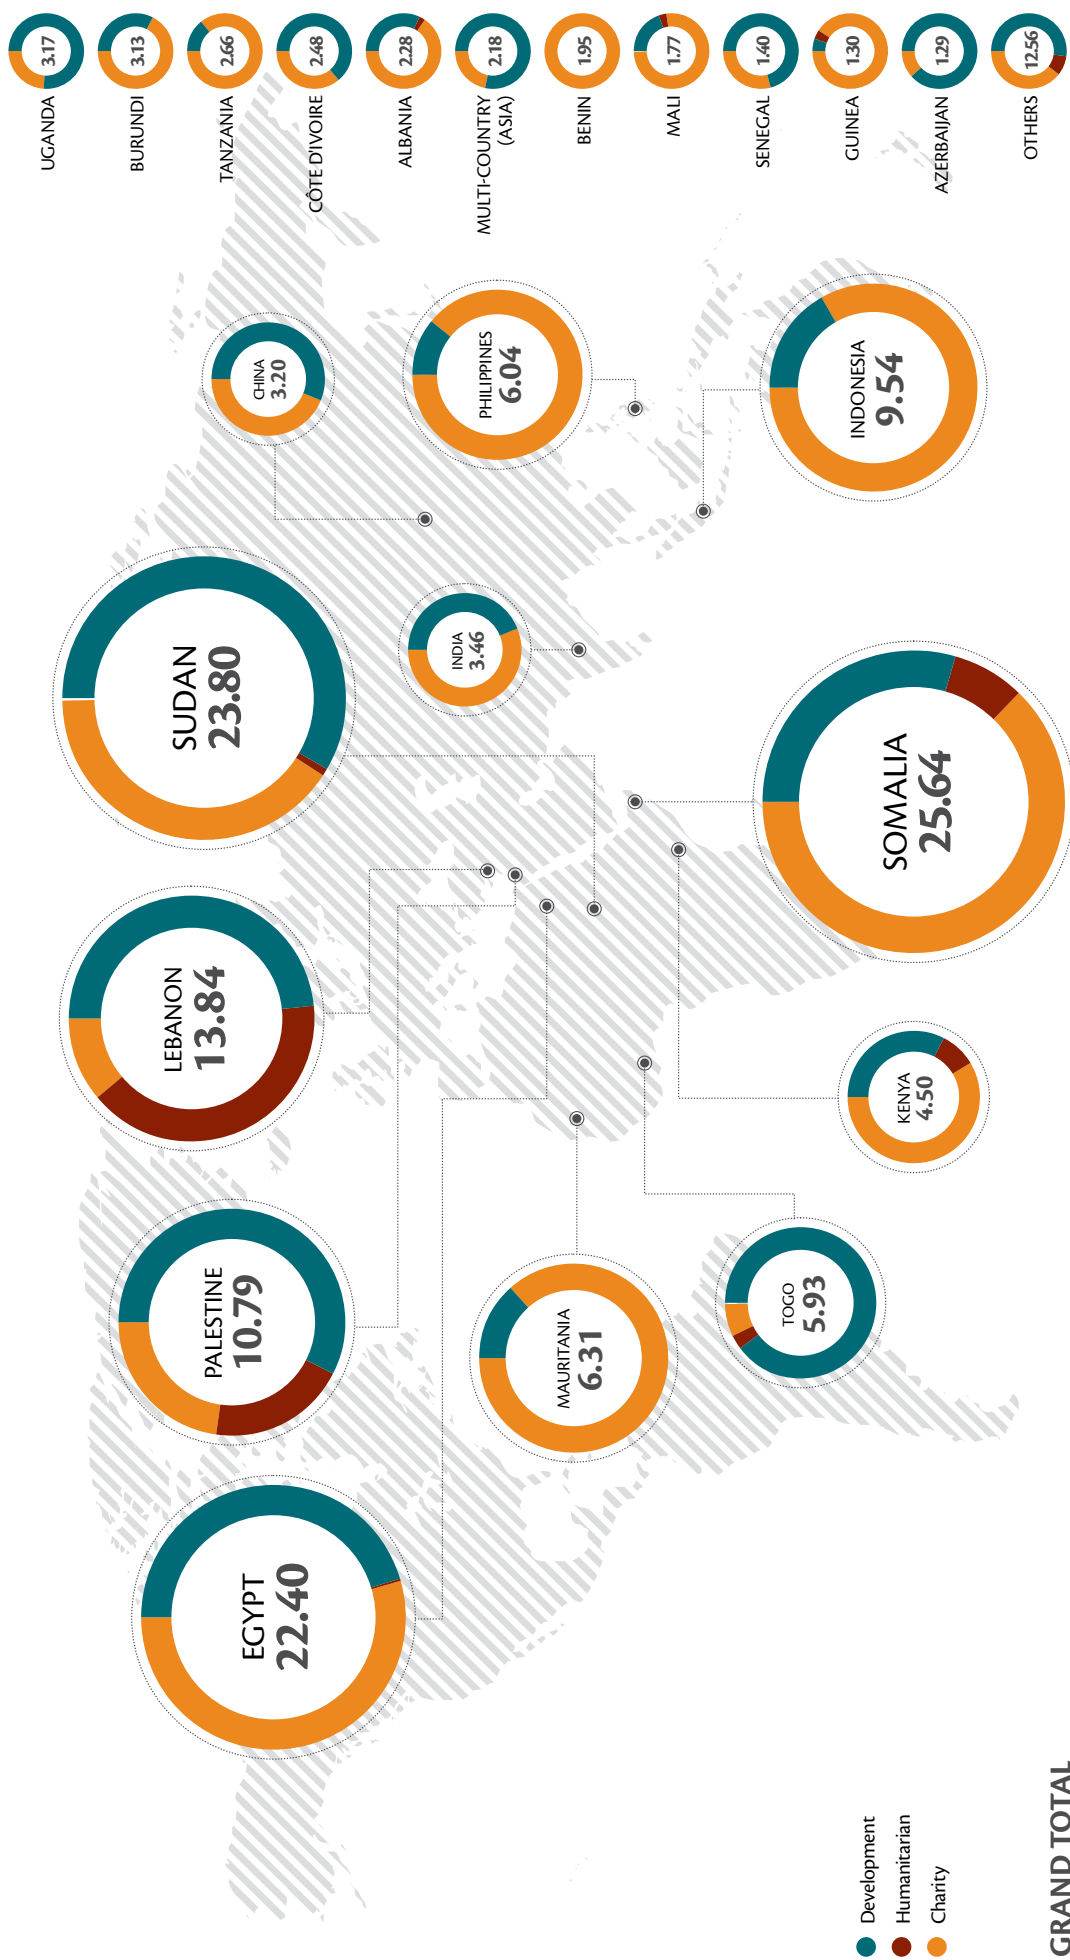 EGYPT
22.40
PALESTINE
10.79
LEBANON
13.84
SUDAN
23.80
CHINA
3.20
INDIA
3.46
PHILIPPINES
6.04
MAURITANIA
6.31
TOGO
5.93
KENYA
4.50
SOMALIA
25.64
INDONESIA
9.54
UGANDA
3.17
BURUNDI
3.13
TANZANIA
2.66
CÔTE D'IVOIRE
2.48
ALBANIA
2.28
MULTI-COUNTRY
(ASIA)
2.18
BENIN
1.95
MALI
1.77
SENEGAL
1.40
GUINEA
1.30
AZERBAIJAN
1.29
OTHERS
12.56
Development
Humanitarian
Charity
GRAND TOTAL